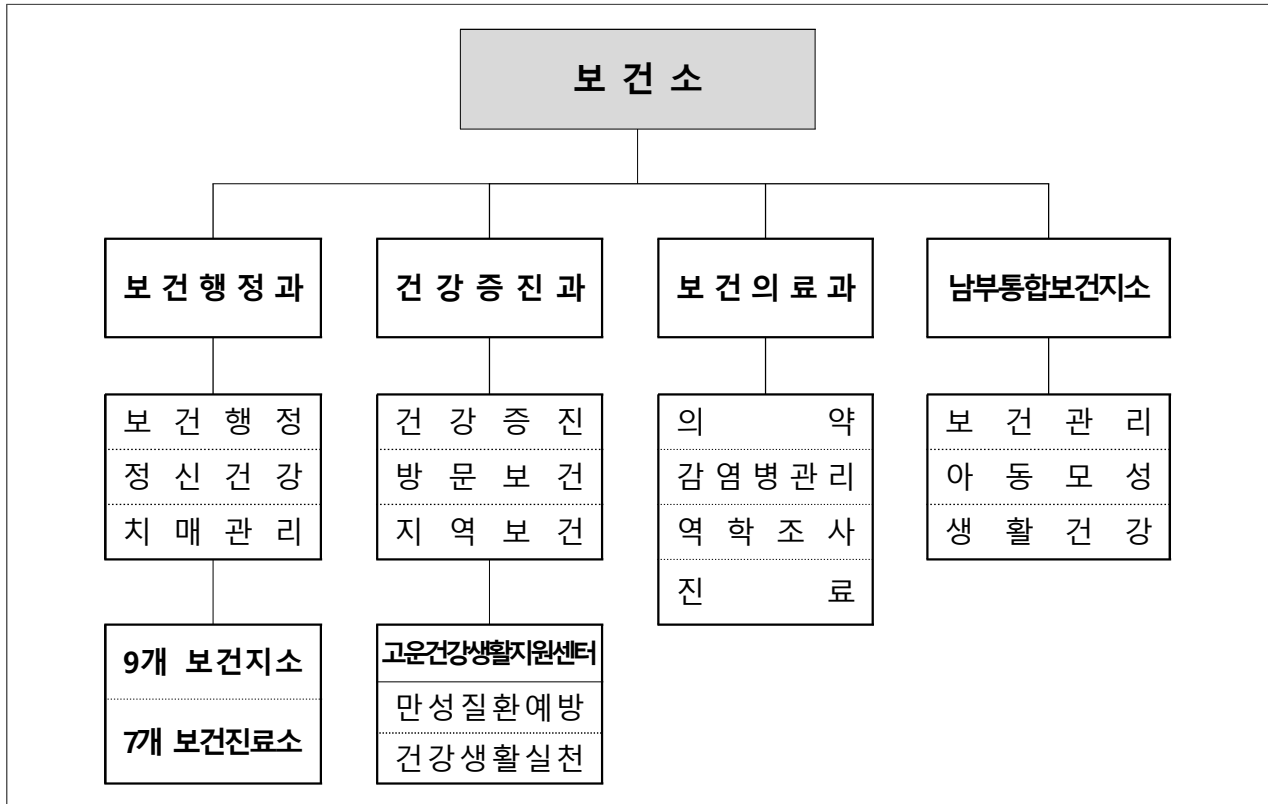 보건소
보건행정과
건강증진과
보건의료과
남부통합보건지소
보건행정
정신건강
치매관리
건강증진
방문보건
지역보건
의약
감염병관리
역학조사
진료
보건관리
아동모성
생활건강
9개 보건지소
7개 보건진료소
고운건강생활지원센터
만성질환예방
건강생활실천